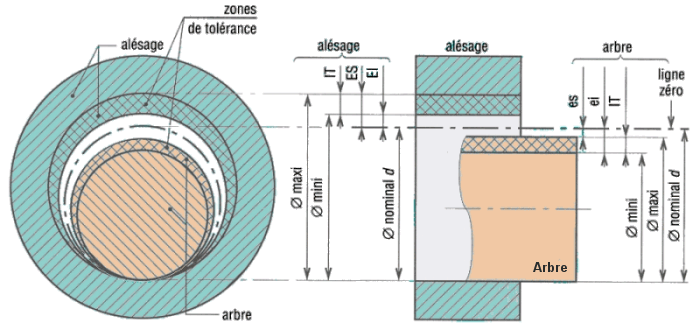 zones
de tolérance
alésage
arbre
alésage
IT
ES
EI
Ø maxi
Ø mini
Ø nominal d
alésage
arbre
es
ei
IT
ligne
zéro
Ø mini
Ø maxi
Ø nominal d
Arbre